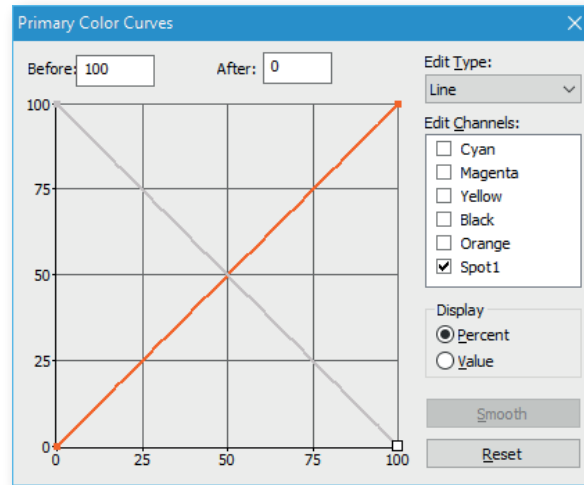 Primary Color Curves
Before: 100 After: 0
100
75
50
25
0
0 25 50 75 100
Edit Type:
Line
Edit Channels:
Cyan
Magenta
Yellow
Black
Orange
Spot1
Display
Percent
Value
Smooth
Reset